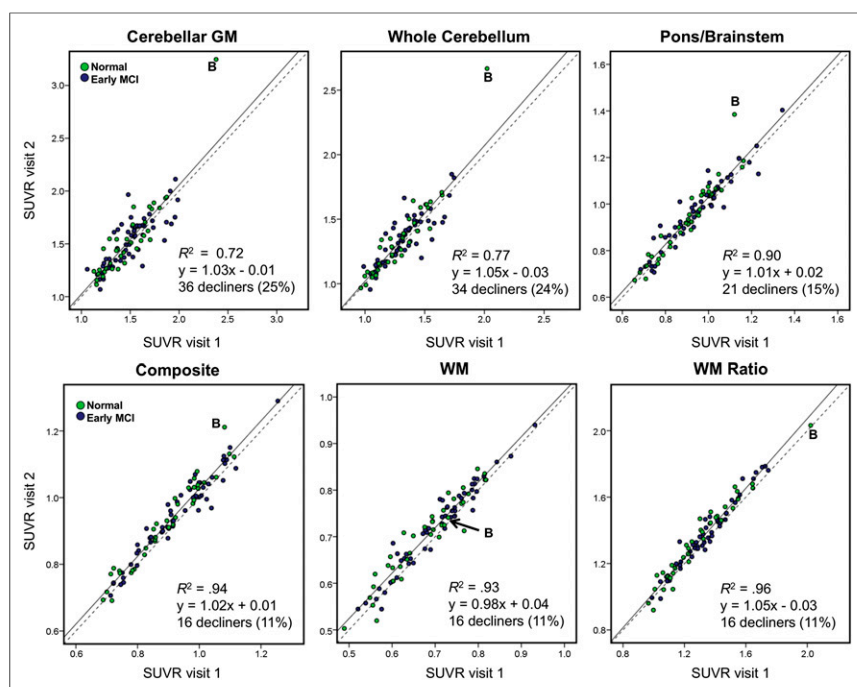 Cerebellar GM
Whole Cerebellum
Pons/Brainstem
Normal
Early MCI
B
SUVR visit 2
3.0
2.5
2.0
1.5
1.0
R² = 0.72
y = 1.03x - 0.01
36 decliners (25%)
1.0 1.5 2.0 2.5 3.0
SUVR visit 1
B
2.5
2.0
1.5
1.0
R² = 0.77
y = 1.05x - 0.03
34 decliners (24%)
1.0 1.5 2.0 2.5
SUVR visit 1
B
1.6
1.4
1.2
1.0
0.8
0.6
R² = 0.90
y = 1.01x + 0.02
21 decliners (15%)
0.6 0.8 1.0 1.2 1.4 1.6
SUVR visit 1
Composite
WM
WM Ratio
Normal
Early MCI
B
SUVR visit 2
1.2
1.0
0.8
0.6
R² = .94
y = 1.02x + 0.01
16 decliners (11%)
0.6 0.8 1.0 1.2
SUVR visit 1
1.0
0.9
0.8
0.7
0.6
0.5
B
R² = .93
y = 0.98x + 0.04
16 decliners (11%)
0.5 0.6 0.7 0.8 0.9 1.0
SUVR visit 1
B
2.0
1.6
1.2
0.8
R² = .96
y = 1.05x - 0.03
16 decliners (11%)
0.8 1.2 1.6 2.0
SUVR visit 1